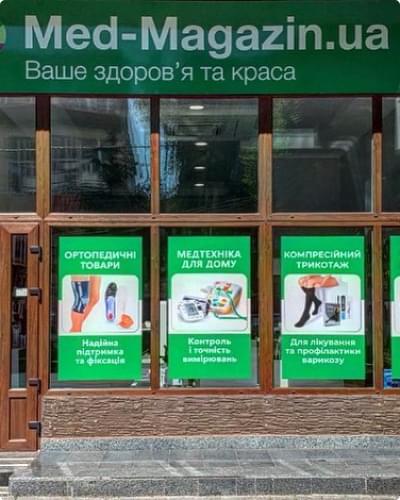 Med-Magazin.ua
Ваше здоров'я та краса
ОРТОПЕДИЧНІ
ТОВАРИ
Надійна
підтримка
та фіксація
МЕДТЕХНІКА
ДЛЯ ДОМУ
Контроль
і точність
вимірювань
КОМПРЕСІЙНИЙ
ТРИКОТАЖ
Для лікування
та профілактики
варикозу